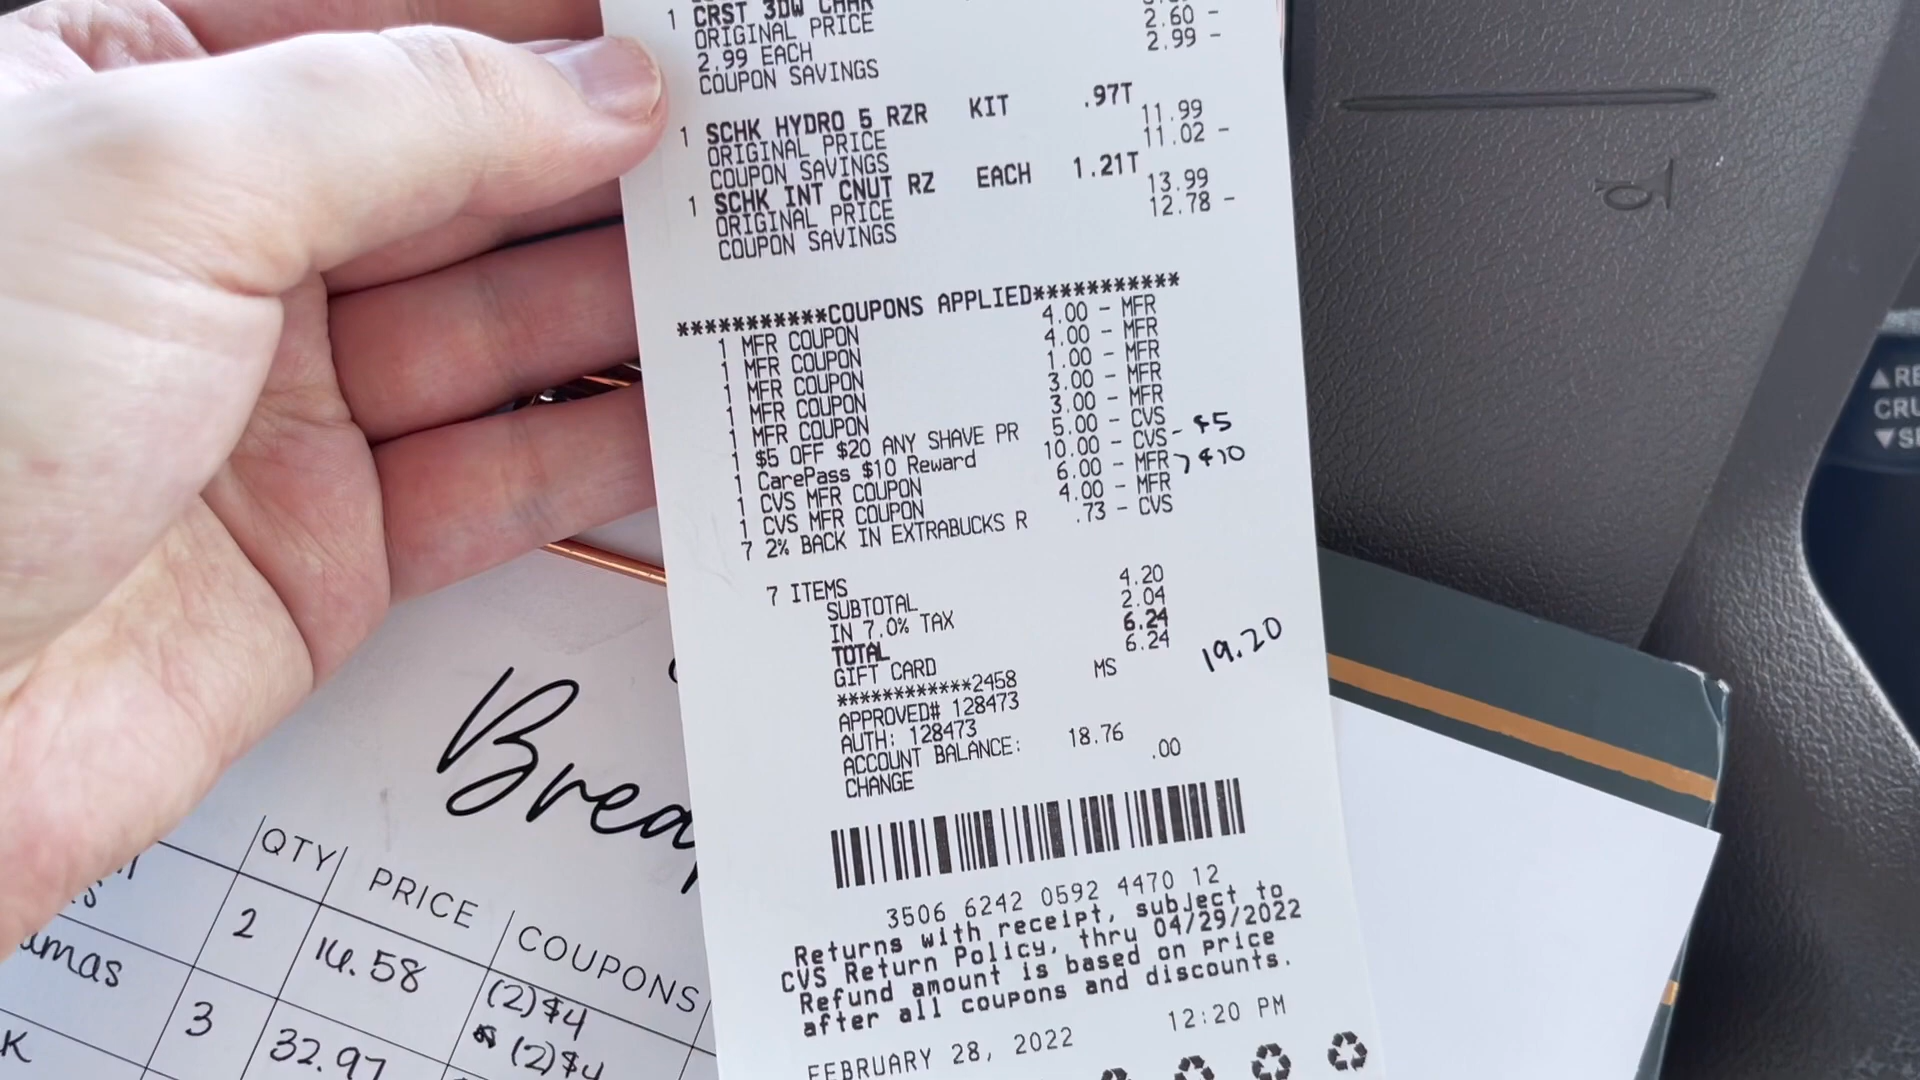 1 CRST 3DW CHAR
ORIGINAL PRICE 2.60 -
2.99 EACH 2.99 -
COUPON SAVINGS
1 SCHK HYDRO 5 RZR KIT .97T
ORIGINAL PRICE 11.99
COUPON SAVINGS 11.02 -
1 SCHK INT CNUT RZ EACH 1.21T
ORIGINAL PRICE 13.99
COUPON SAVINGS 12.78 -
***********COUPONS APPLIED***********
1 MFR COUPON 4.00 - MFR
1 MFR COUPON 4.00 - MFR
1 MFR COUPON 1.00 - MFR
1 MFR COUPON 3.00 - MFR
1 MFR COUPON 3.00 - MFR
1 $5 OFF $20 ANY SHAVE PR 5.00 - CVS - $5
1 CarePass $10 Reward 10.00 - CVS
1 CVS MFR COUPON 6.00 - MFR > $10
1 CVS MFR COUPON 4.00 - MFR
7 2% BACK IN EXTRABUCKS R .73 - CVS
7 ITEMS
SUBTOTAL 4.20
IN 7.0% TAX 2.04
TOTAL 6.24
GIFT CARD 6.24
19.20
************2458 MS
APPROVED# 128473
AUTH: 128473
ACCOUNT BALANCE: 18.76
CHANGE .00
3506 6242 0592 4470 12
Returns with receipt, subject to
CVS Return Policy, thru 04/29/2022
Refund amount is based on price
after all coupons and discounts.
FEBRUARY 28, 2022 12:20 PM
Brea
QTY PRICE COUPONS
2 14.58 (2)$4
3 32.97 (2)$4
▲RE
CRU
▼S